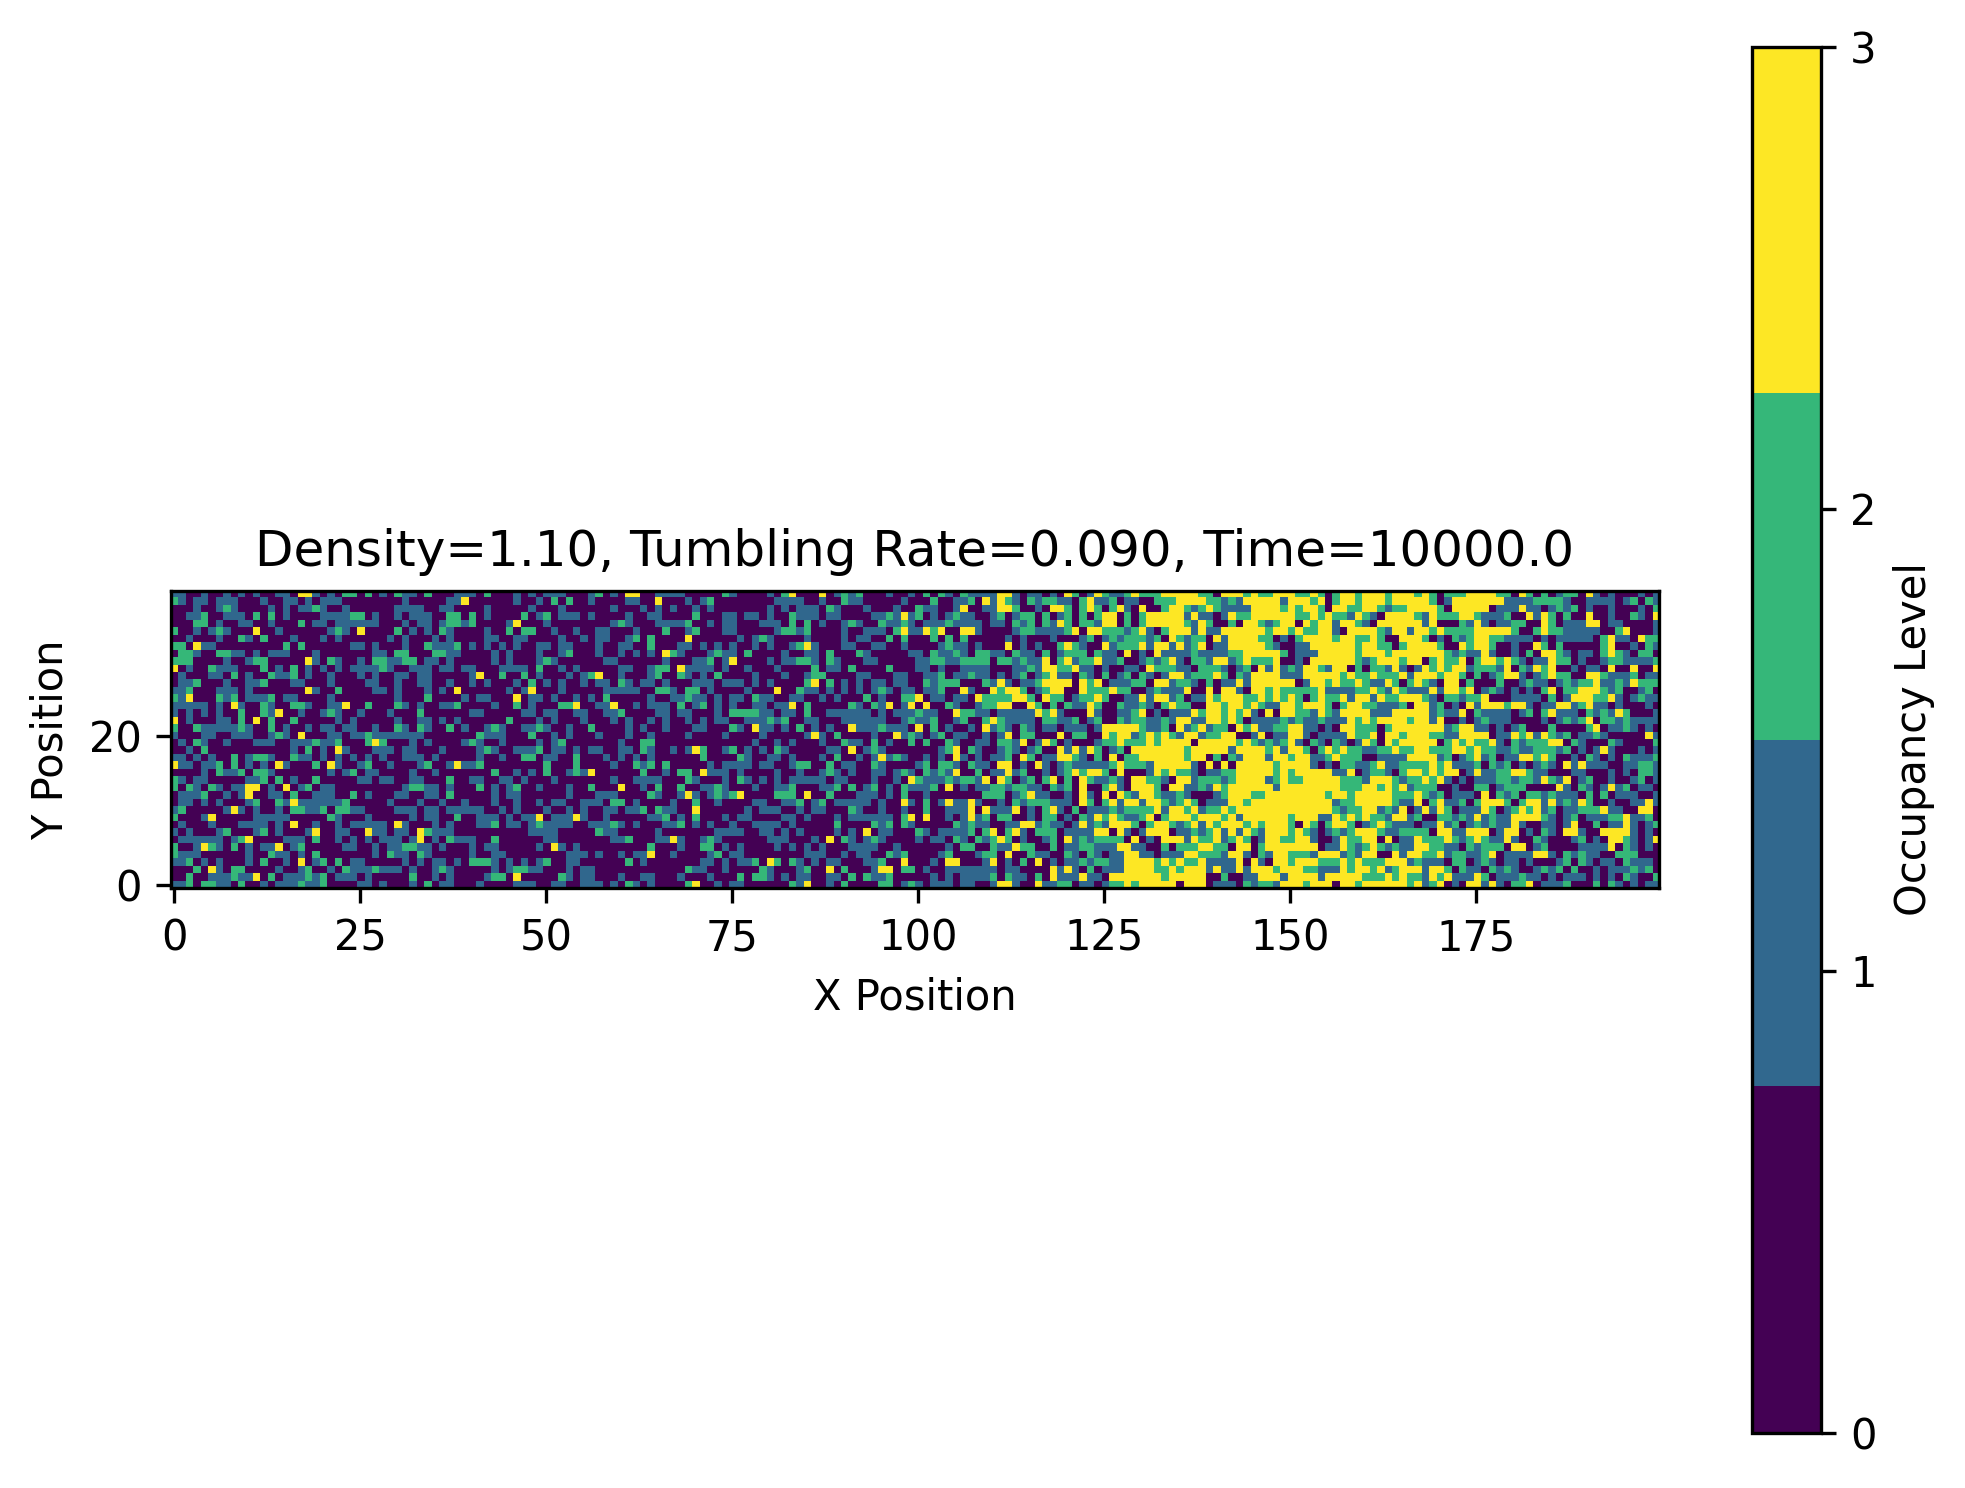 Density=1.10, Tumbling Rate=0.090, Time=10000.0
Y Position
20
0
0 25 50 75 100 125 150 175
X Position
3
2
1
0
Occupancy Level